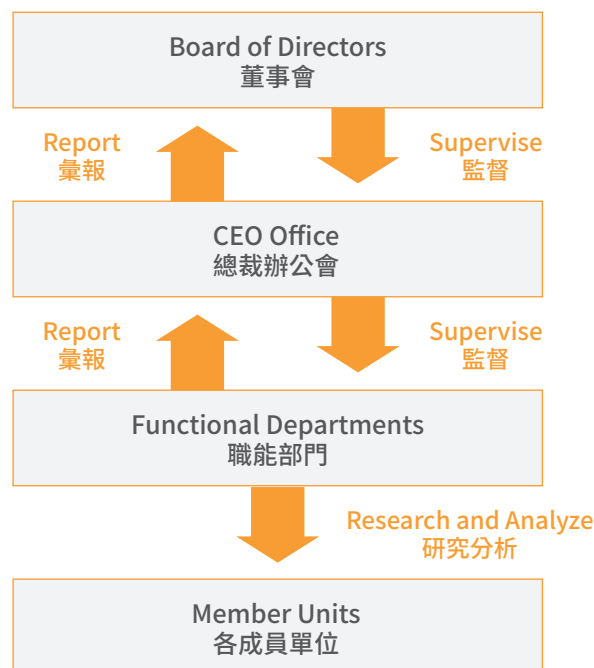 Board of Directors
董事會
Report
彙報
Supervise
監督
CEO Office
總裁辦公會
Report
彙報
Supervise
監督
Functional Departments
職能部門
Research and Analyze
研究分析
Member Units
各成員單位